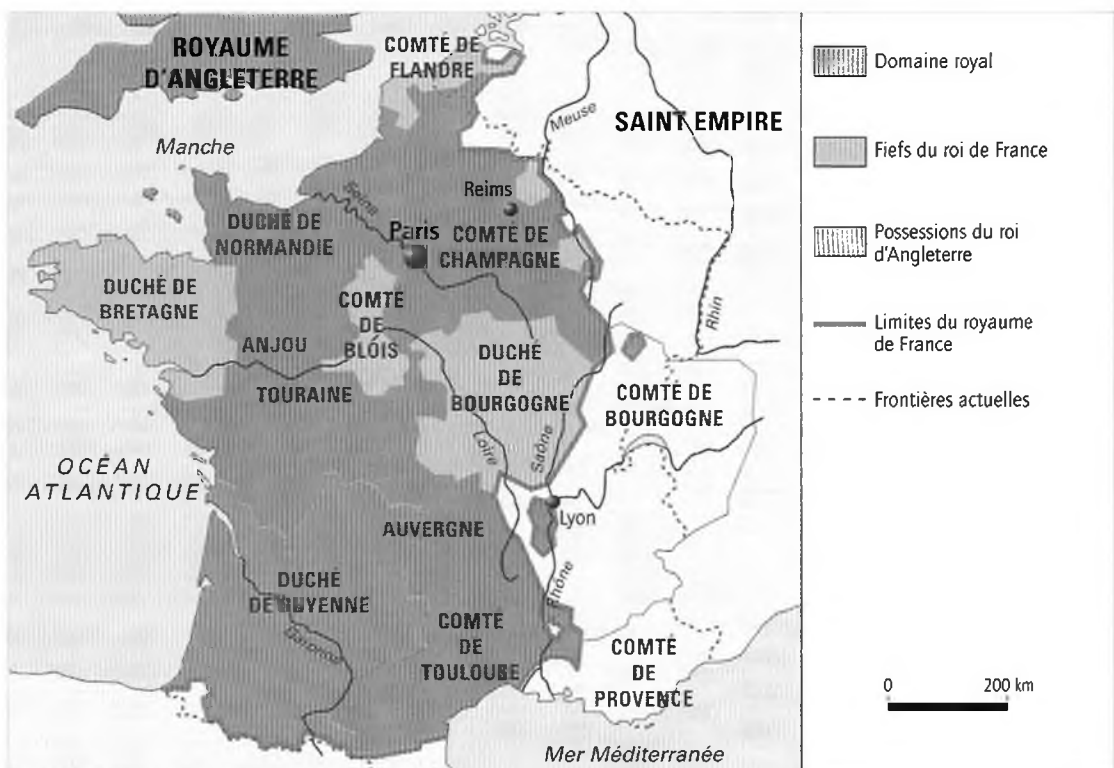 ROYAUME
D'ANGLETERRE
COMTÉ DE
FLANDRE
Meuse
SAINT EMPIRE
Manche
Seine
Reims
DUCHÉ DE
NORMANDIE
Paris
COMTÉ DE
CHAMPAGNE
DUCHÉ DE
BRETAGNE
COMTÉ
DE
BLOIS
Rhin
ANJOU
DUCHÉ
DE
BOURGOGNE
TOURAINE
COMTÉ DE
BOURGOGNE
Loire
Saône
OCÉAN
ATLANTIQUE
Lyon
AUVERGNE
DUCHÉ
DE GUYENNE
Rhône
Garonne
COMTÉ
DE
TOULOUSE
COMTÉ
DE
PROVENCE
Mer Méditerranée
Domaine royal
Fiefs du roi de France
Possessions du roi
d'Angleterre
Limites du royaume
de France
Frontières actuelles
0 200 km